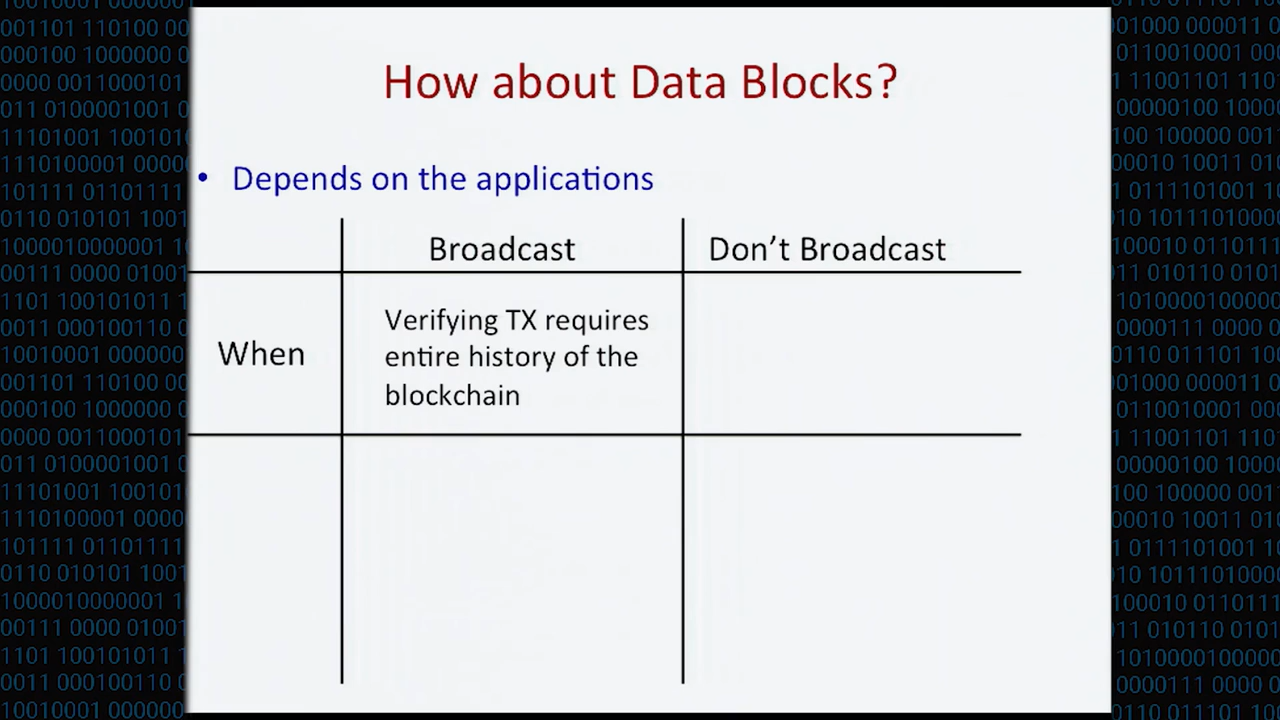 How about Data Blocks?
• Depends on the applications
Broadcast
Don’t Broadcast
When
Verifying TX requires
entire history of the
blockchain